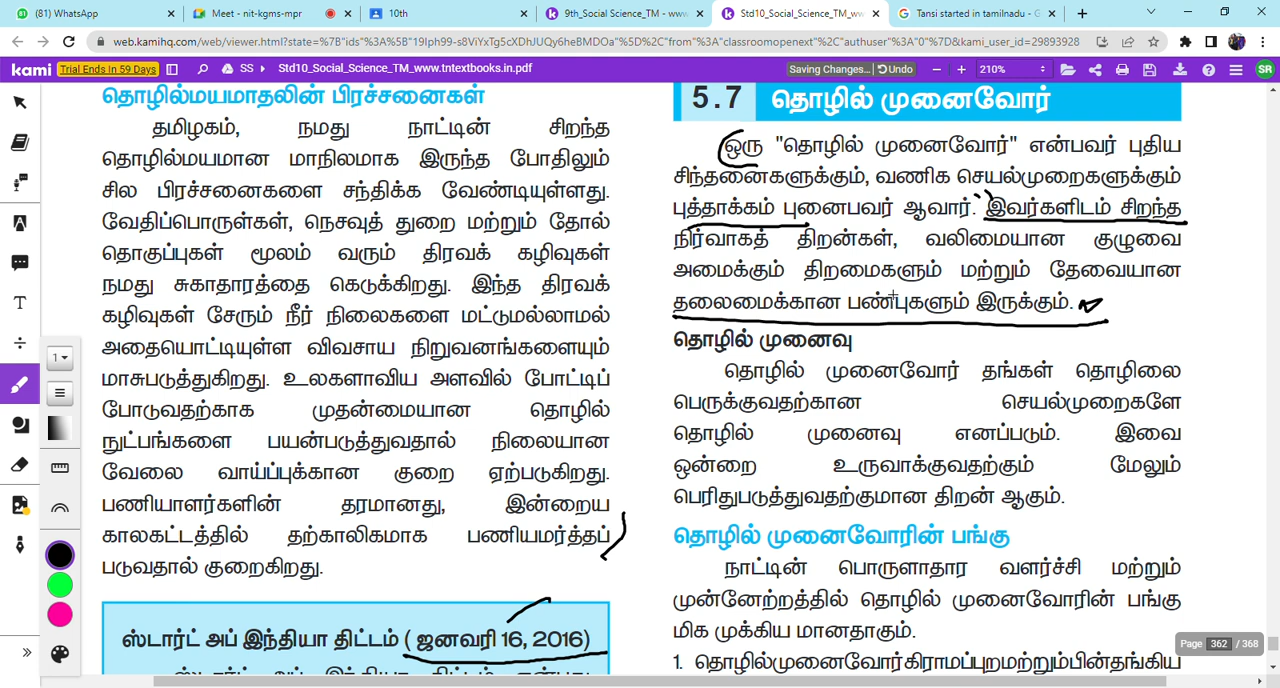 (81) WhatsApp
Meet - nit-kgms-mpr
10th
9th_Social Science_TM - www
Std10_Social_Science_TM_ww
Tansi started in tamilnadu - G
web.kamihq.com/web/viewer.html?state=%7B"ids"%3A%5B"19Iph99-s8ViYxTg5cXDhJUQy6heBMDOa"%5D%2C"from"%3A"classroomopenext"%2C"authuser"%3A"0"%7D&kami_user_id=29893928
kami
Trial Ends In 59 Days
SS
Std10_Social_Science_TM_www.tntextbooks.in.pdf
Saving Changes...
Undo
210%
SR
தொழில்மயமாதலின் பிரச்சனைகள்
தமிழகம், நமது நாட்டின் சிறந்த
தொழில்மயமான மாநிலமாக இருந்த போதிலும்
சில பிரச்சனைகளை சந்திக்க வேண்டியுள்ளது.
வேதிப்பொருள்கள், நெசவுத் துறை மற்றும் தோல்
தொகுப்புகள் மூலம் வரும் திரவக் கழிவுகள்
நமது சுகாதாரத்தை கெடுக்கிறது. இந்த திரவக்
கழிவுகள் சேரும் நீர் நிலைகளை மட்டுமல்லாமல்
அதையொட்டியுள்ள விவசாய நிறுவனங்களையும்
மாசுபடுத்துகிறது. உலகளாவிய அளவில் போட்டிப்
போடுவதற்காக முதன்மையான தொழில்
நுட்பங்களை பயன்படுத்துவதால் நிலையான
வேலை வாய்ப்புக்கான குறை ஏற்படுகிறது.
பணியாளர்களின் தரமானது, இன்றைய
காலகட்டத்தில் தற்காலிகமாக பணியமர்த்தப்
படுவதால் குறைகிறது.
ஸ்டார்ட் அப் இந்தியா திட்டம் ( ஜனவரி 16, 2016)
5.7 தொழில் முனைவோர்
ஒரு "தொழில் முனைவோர்" என்பவர் புதிய
சிந்தனைகளுக்கும், வணிக செயல்முறைகளுக்கும்
புத்தாக்கம் புனைபவர் ஆவார். இவர்களிடம் சிறந்த
நிர்வாகத் திறன்கள், வலிமையான குழுவை
அமைக்கும் திறமைகளும் மற்றும் தேவையான
தலைமைக்கான பண்புகளும் இருக்கும்.
தொழில் முனைவு
தொழில் முனைவோர் தங்கள் தொழிலை
பெருக்குவதற்கான செயல்முறைகளே
தொழில் முனைவு எனப்படும். இவை
ஒன்றை உருவாக்குவதற்கும் மேலும்
பெரிதுபடுத்துவதற்குமான திறன் ஆகும்.
தொழில் முனைவோரின் பங்கு
நாட்டின் பொருளாதார வளர்ச்சி மற்றும்
முன்னேற்றத்தில் தொழில் முனைவோரின் பங்கு
மிக முக்கிய மானதாகும்.
1. தொழில்முனைவோர்கிராமப்புறமற்றும்பின்தங்கிய
Page 362 / 368